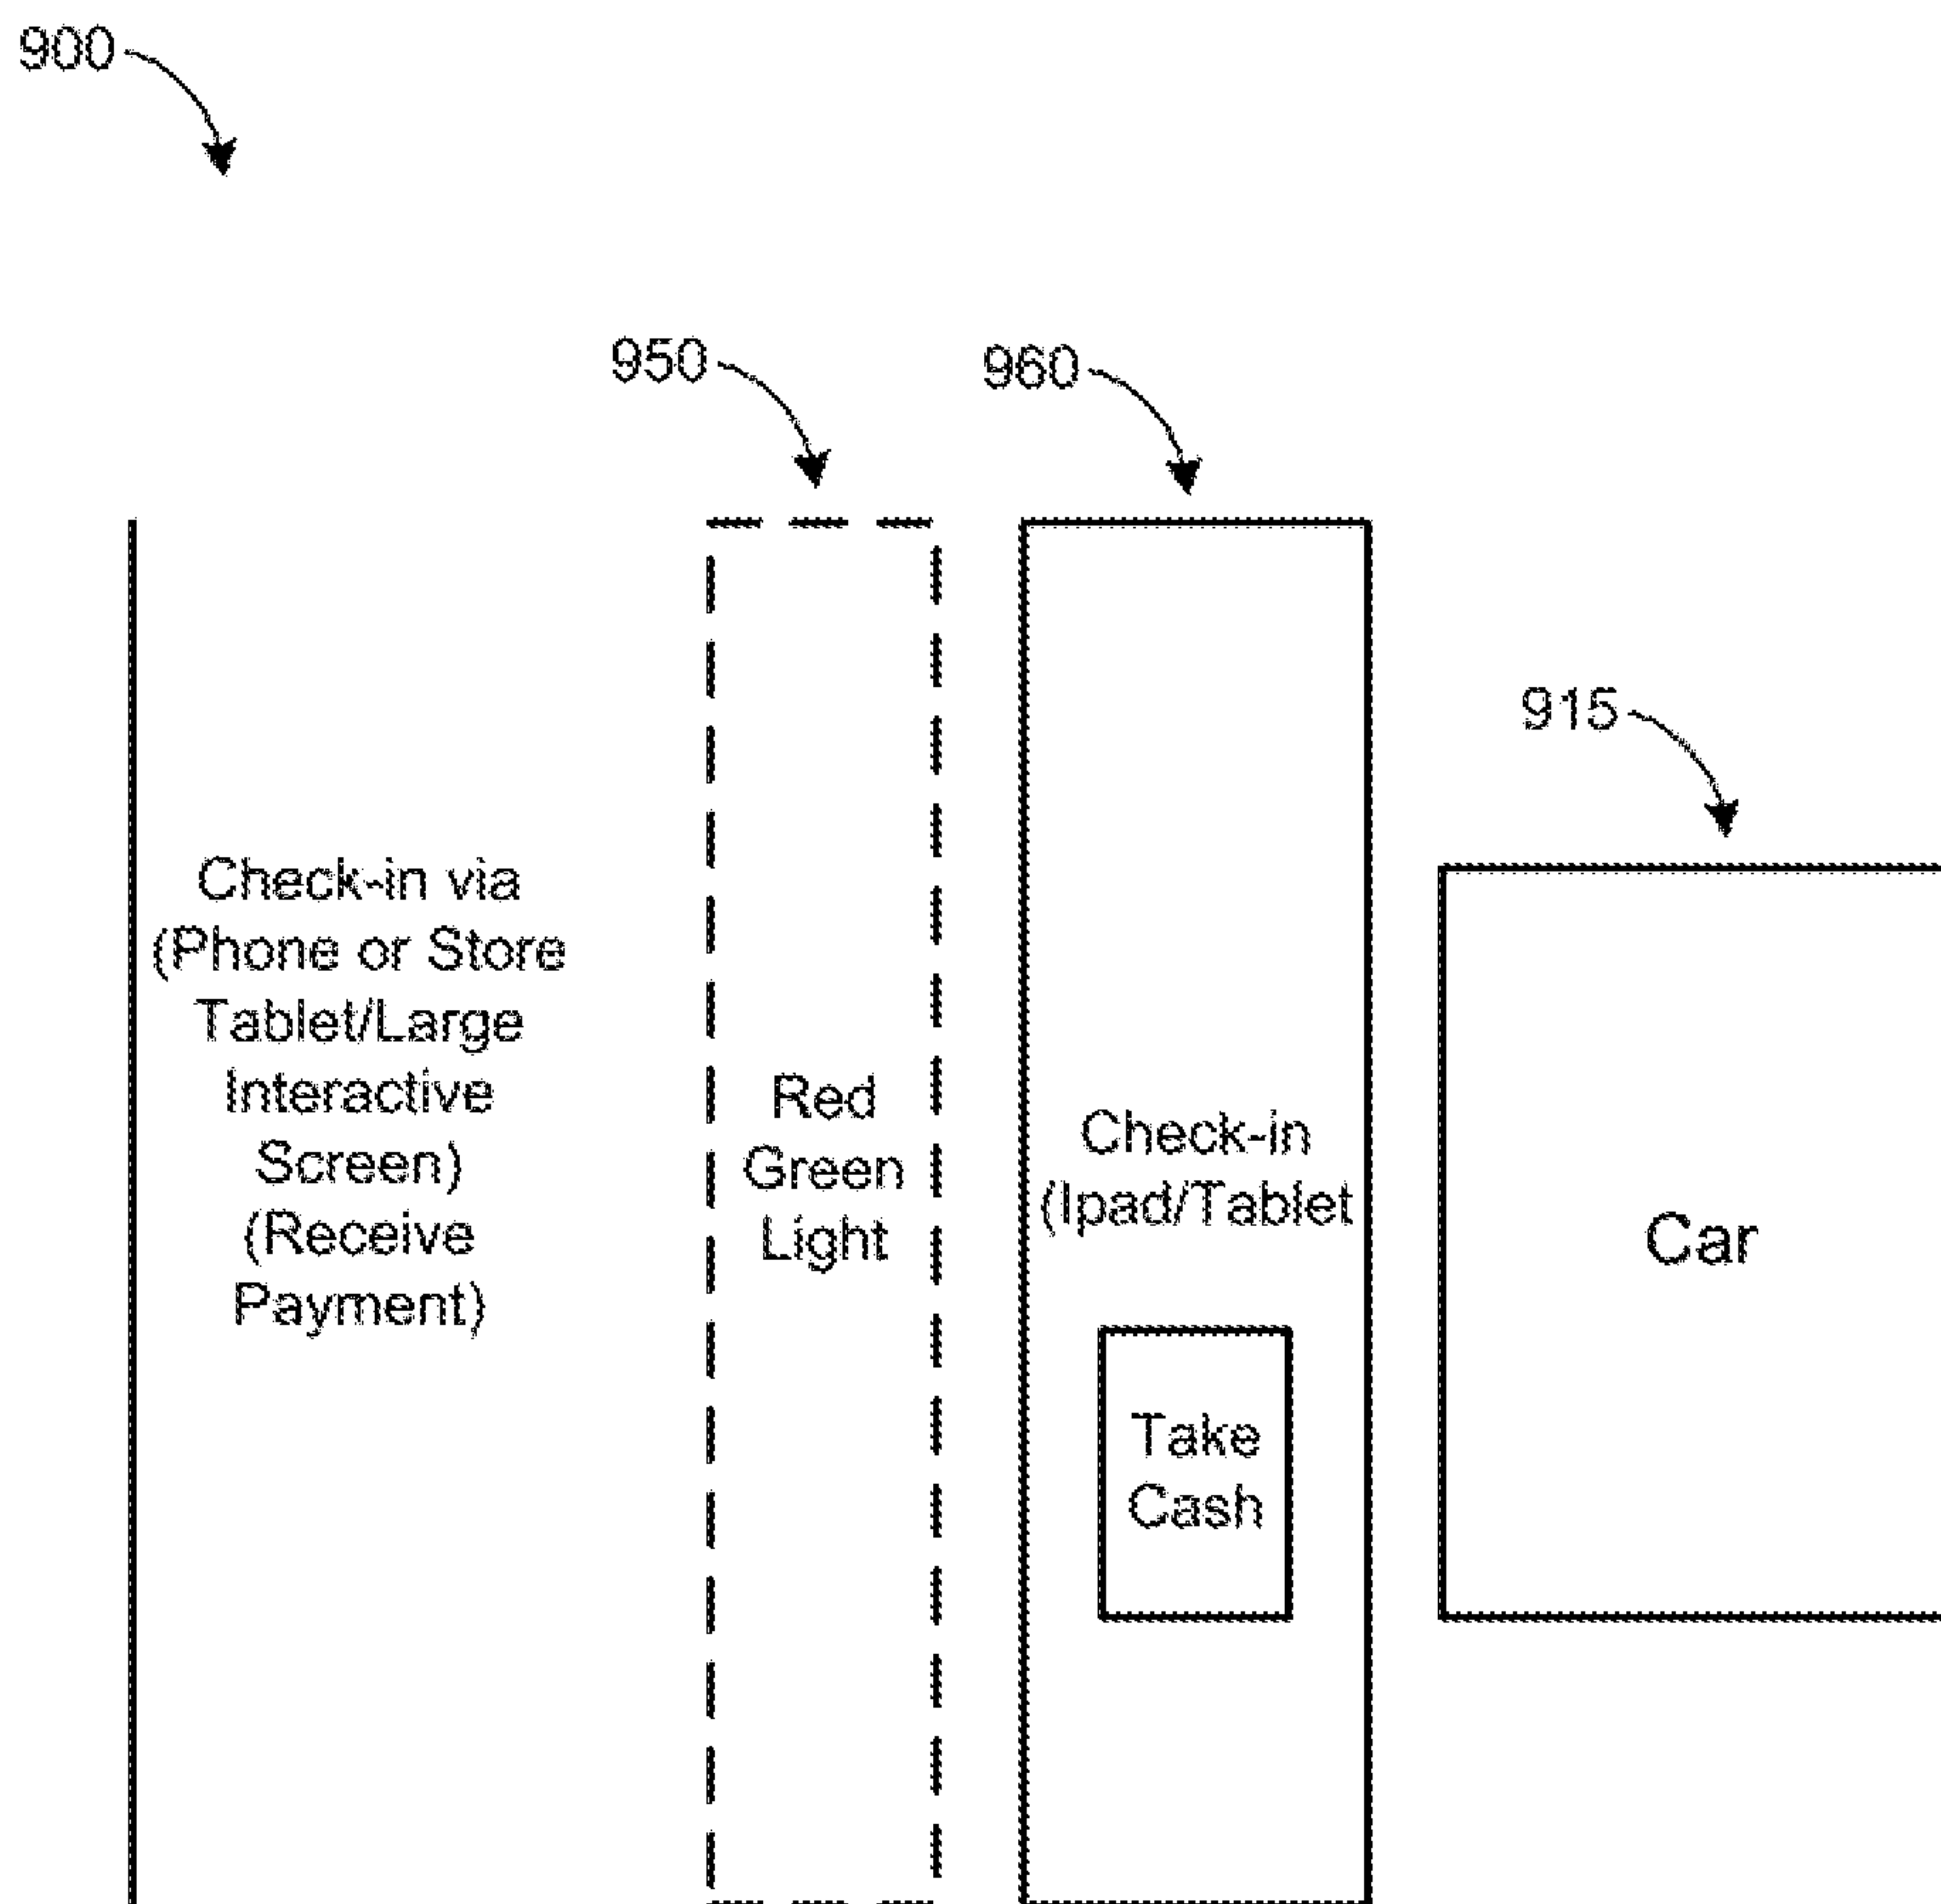 900
950
960
915
Check-in via
(Phone or Store
Tablet/Large
Interactive
Screen)
(Receive
Payment)
Red
Green
Light
Check-in
(Ipad/Tablet
Take
Cash
Car